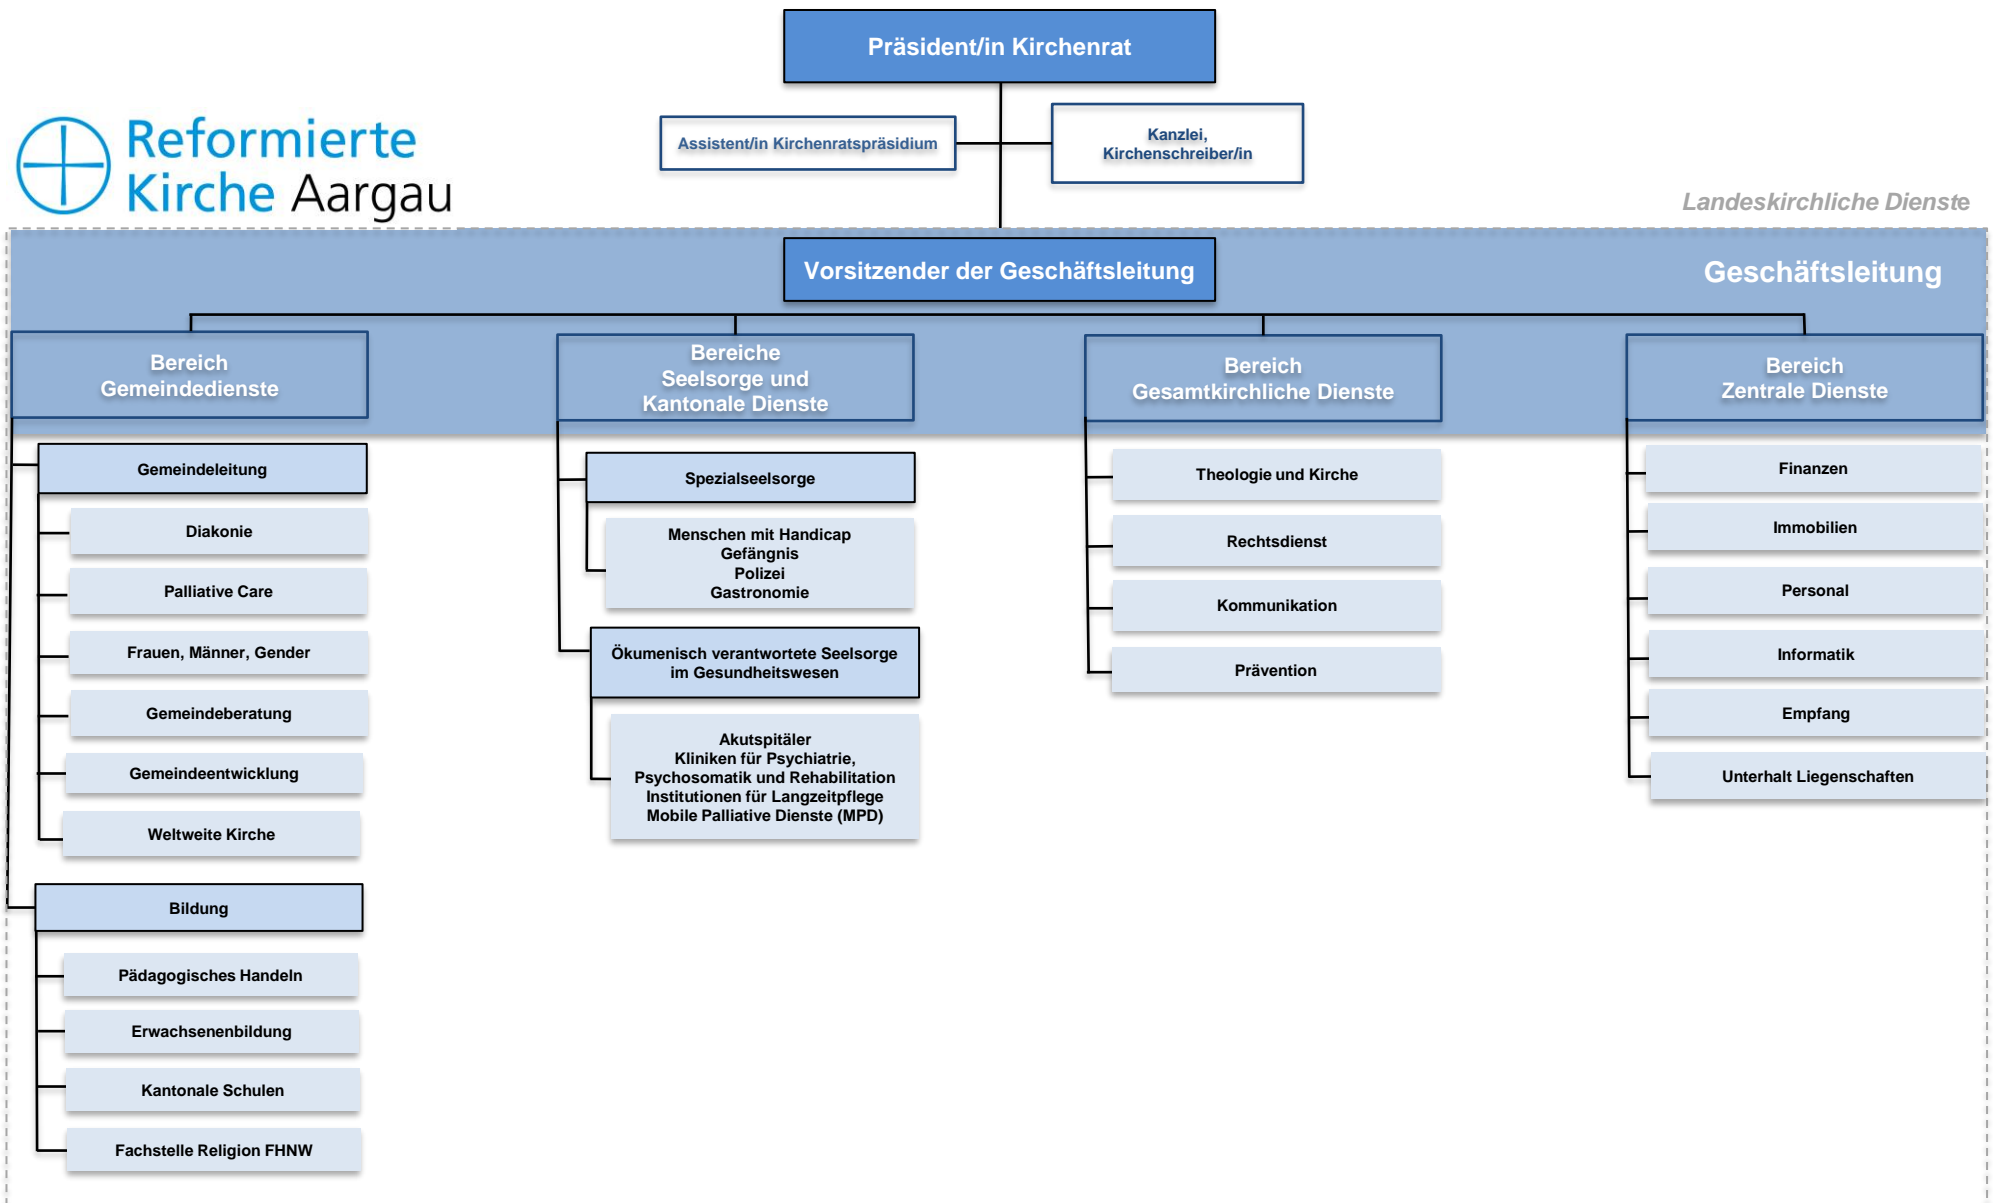 Präsident/in Kirchenrat
Assistent/in Kirchenratspräsidium
Kanzlei,
Kirchenschreiber/in
Reformierte
Kirche Aargau
Landeskirchliche Dienste
Vorsitzender der Geschäftsleitung
Geschäftsleitung
Bereich
Gemeindedienste
Gemeindeleitung
Diakonie
Palliative Care
Frauen, Männer, Gender
Gemeindeberatung
Gemeindeentwicklung
Weltweite Kirche
Bildung
Pädagogisches Handeln
Erwachsenenbildung
Kantonale Schulen
Fachstelle Religion FHNW
Bereiche
Seelsorge und
Kantonale Dienste
Spezialseelsorge
Menschen mit Handicap
Gefängnis
Polizei
Gastronomie
Ökumenisch verantwortete Seelsorge
im Gesundheitswesen
Akutspitäler
Kliniken für Psychiatrie,
Psychosomatik und Rehabilitation
Institutionen für Langzeitpflege
Mobile Palliative Dienste (MPD)
Bereich
Gesamtkirchliche Dienste
Theologie und Kirche
Rechtsdienst
Kommunikation
Prävention
Bereich
Zentrale Dienste
Finanzen
Immobilien
Personal
Informatik
Empfang
Unterhalt Liegenschaften